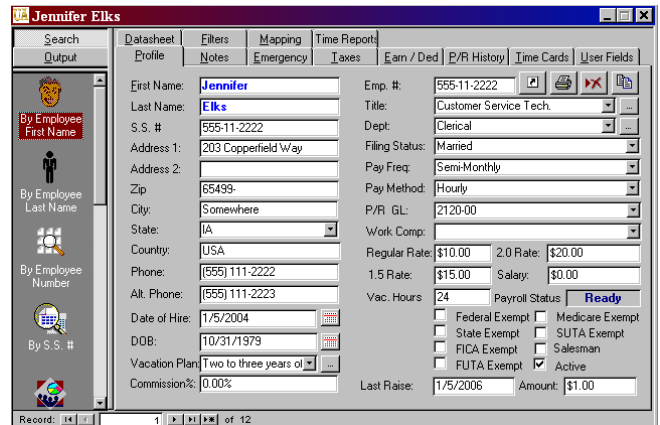 UA Jennifer Elks
Search
Output
By Employee
First Name
By Employee
Last Name
By Employee
Number
By S.S. #
Datasheet Filters Mapping Time Reports
Profile Notes Emergency Taxes Earn / Ded P/R History Time Cards User Fields
First Name: Jennifer
Last Name: Elks
S.S. # 555-11-2222
Address 1: 203 Copperfield Way
Address 2:
Zip 65499-
City: Somewhere
State: IA
Country: USA
Phone: (555) 111-2222
Alt. Phone: (555) 111-2223
Date of Hire: 1/5/2004
DOB: 10/31/1979
Vacation Plan: Two to three years of ...
Commission%: 0.00%
Emp. #: 555-11-2222
Title: Customer Service Tech. ...
Dept: Clerical ...
Filing Status: Married
Pay Freq: Semi-Monthly
Pay Method: Hourly
P/R GL: 2120-00
Work Comp:
Regular Rate: $10.00 2.0 Rate: $20.00
1.5 Rate: $15.00 Salary: $0.00
Vac. Hours 24 Payroll Status Ready
Federal Exempt Medicare Exempt
State Exempt SUTA Exempt
FICA Exempt Salesman
FUTA Exempt Active
Last Raise: 1/5/2006 Amount: $1.00
Record: 1 of 12